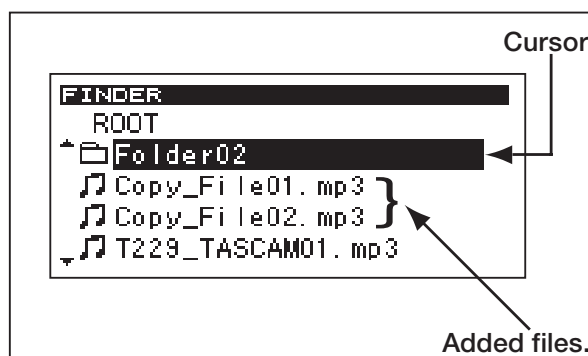 Cursor
FINDER
ROOT
Folder02
Copy_File01.mp3
Copy_File02.mp3
T229_TASCAM01.mp3
Added files.